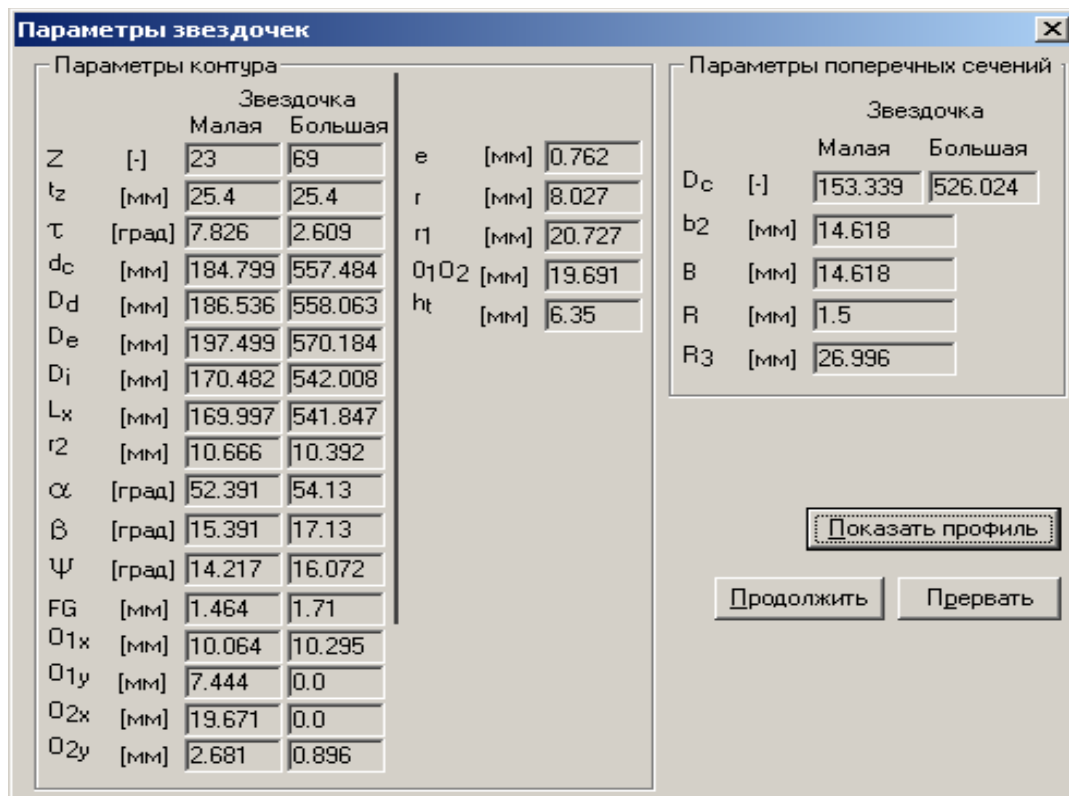 Параметры звездочек
Параметры контура
Звездочка
Малая Большая
Z [-] 23 69
tz [мм] 25.4 25.4
τ [град] 7.826 2.609
dc [мм] 184.799 557.484
Dd [мм] 186.536 558.063
De [мм] 197.499 570.184
Di [мм] 170.482 542.008
Lx [мм] 169.997 541.847
r2 [мм] 10.666 10.392
α [град] 52.391 54.13
β [град] 15.391 17.13
Ψ [град] 14.217 16.072
FG [мм] 1.464 1.71
O1x [мм] 10.064 10.295
O1y [мм] 7.444 0.0
O2x [мм] 19.671 0.0
O2y [мм] 2.681 0.896
e [мм] 0.762
r [мм] 8.027
r1 [мм] 20.727
O1O2 [мм] 19.691
ht [мм] 6.35
Параметры поперечных сечений
Звездочка
Малая Большая
Dc [-] 153.339 526.024
b2 [мм] 14.618
B [мм] 14.618
R [мм] 1.5
R3 [мм] 26.996
Показать профиль
Продолжить Прервать